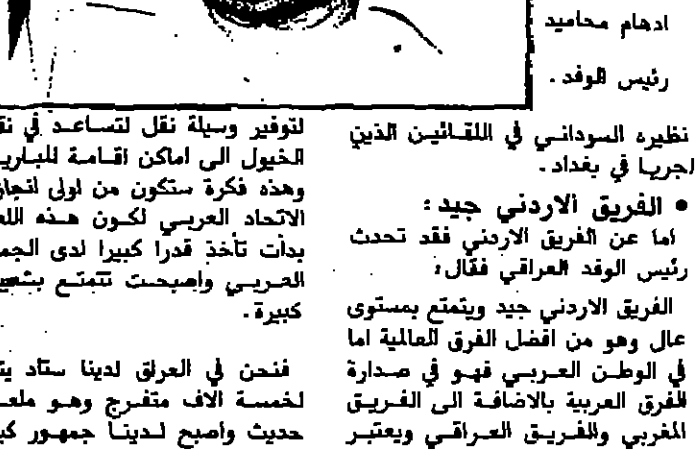 ادهام محاميد
رئيس الوفد.
نظيره السوداني في اللقائين الذين
اجريا في بغداد.
• الفريق الاردني جيد:
اما عن الفريق الاردني فقد تحدث
رئيس الوفد العراقي فقال:
الفريق الاردني جيد ويتمتع بمستوى
عال وهو من افضل الفرق العالمية اما
في الوطن العربي فهو في صدارة
الفرق العربية بالاضافة الى الفريق
المغربي والفريق العراقي ويعتبر
لتوفير وسيلة نقل لتساعد في
الخيول الى اماكن اقامة
وهذه فكرة ستكون من اولى
الاتحاد العربي لكون هذه
بدأت تأخذ قدرا كبيرا لدى
العربي واصبحت تتمتع
كبيرة.
فنحن في العراق لدينا ستاد
لخمسة الاف متفرج وهو
حديث واصبح لدينا جمهور